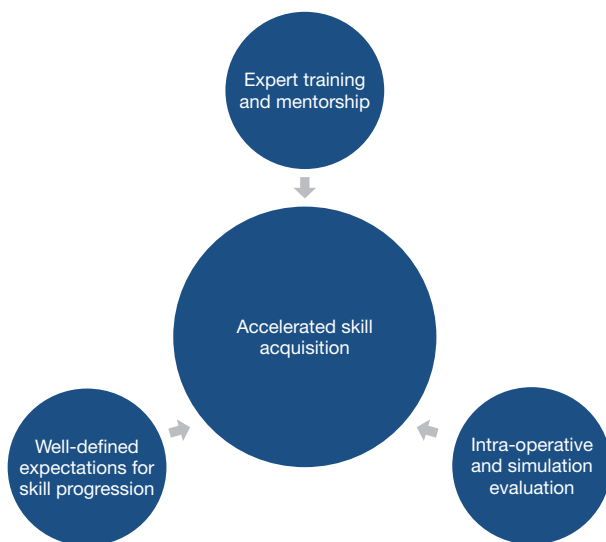 Expert training
and mentorship
Accelerated skill
acquisition
Well-defined
expectations for
skill progression
Intra-operative
and simulation
evaluation